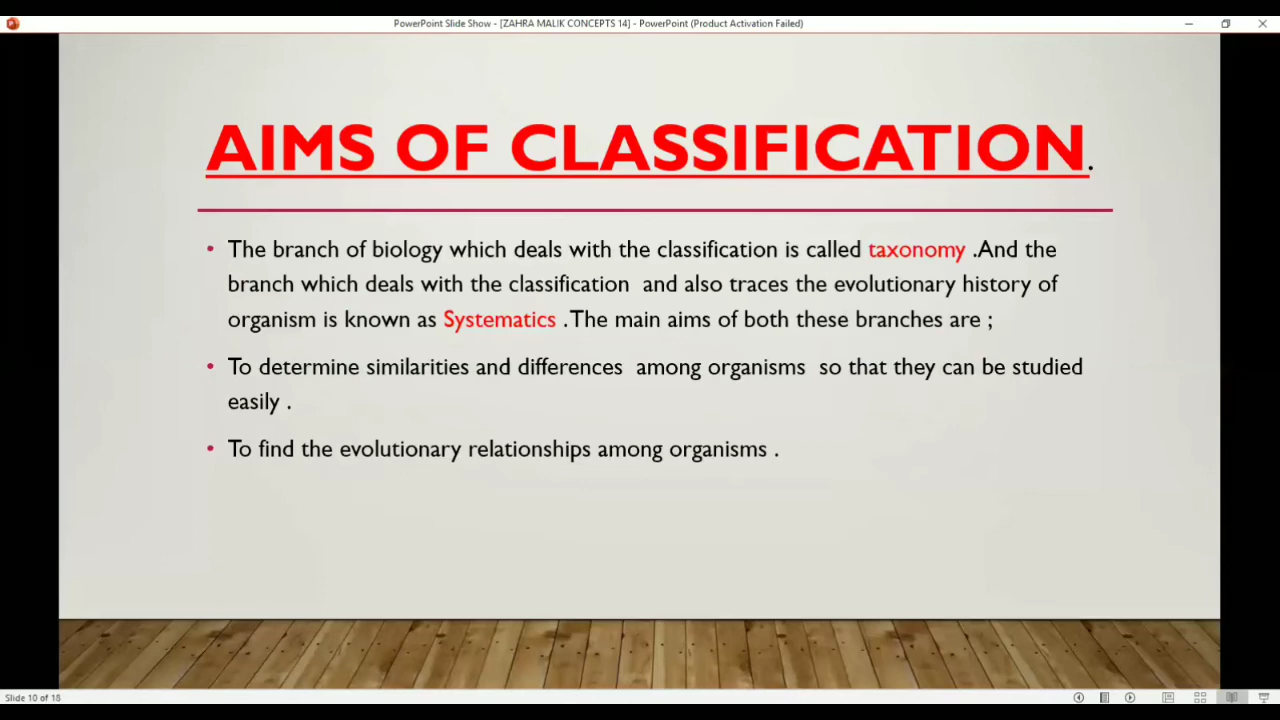 PowerPoint Slide Show - [ZAHRA MALIK CONCEPTS 14] - PowerPoint (Product Activation Failed)
AIMS OF CLASSIFICATION.
• The branch of biology which deals with the classification is called taxonomy .And the
branch which deals with the classification  and also traces the evolutionary history of
organism is known as Systematics .The main aims of both these branches are ;
• To determine similarities and differences  among organisms  so that they can be studied
easily .
• To find the evolutionary relationships among organisms .
Slide 10 of 18